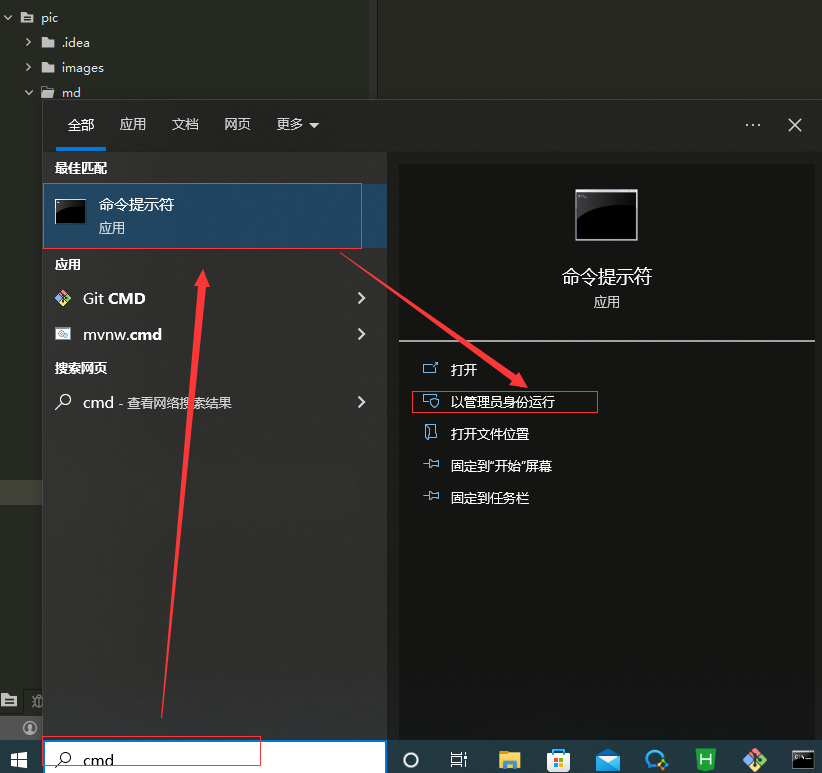 pic
.idea
images
md
全部 应用 文档 网页 更多
最佳匹配
命令提示符
应用
应用
Git CMD
mvnw.cmd
搜索网页
cmd - 查看网络搜索结果
命令提示符
应用
打开
以管理员身份运行
打开文件位置
固定到"开始"屏幕
固定到任务栏
cmd
H